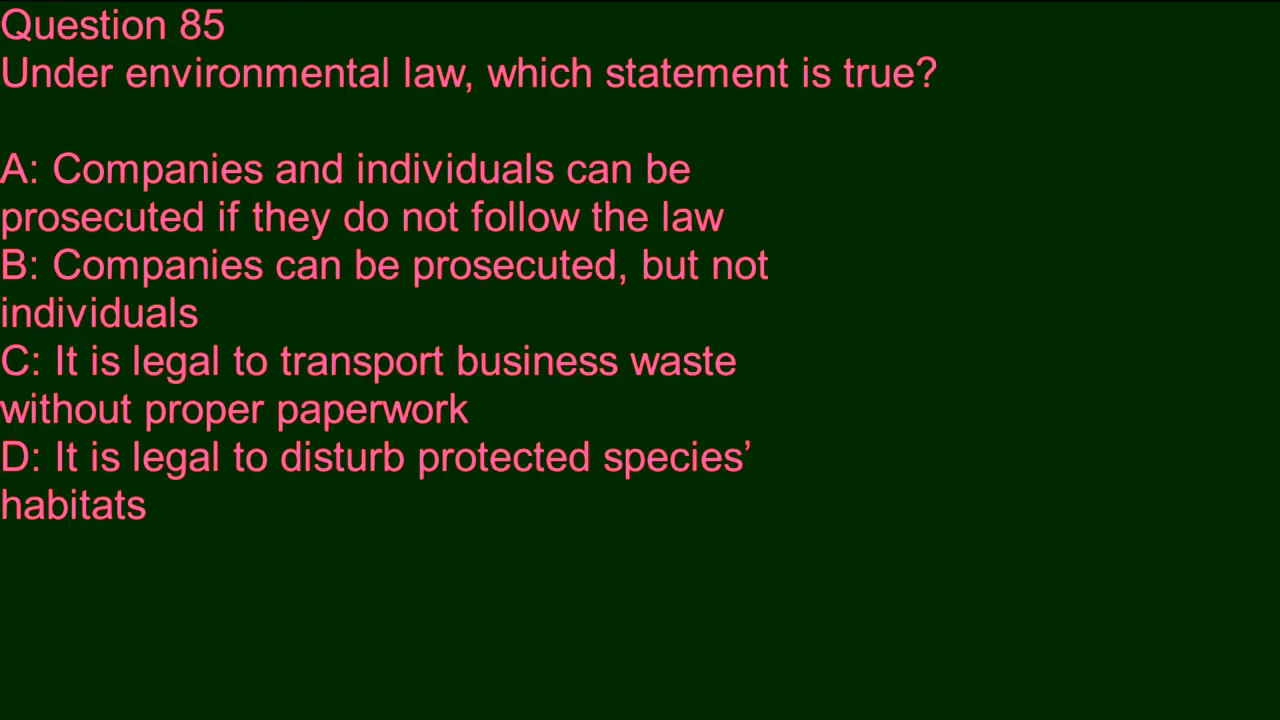 Question 85
Under environmental law, which statement is true?
A: Companies and individuals can be
prosecuted if they do not follow the law
B: Companies can be prosecuted, but not
individuals
C: It is legal to transport business waste
without proper paperwork
D: It is legal to disturb protected species’
habitats